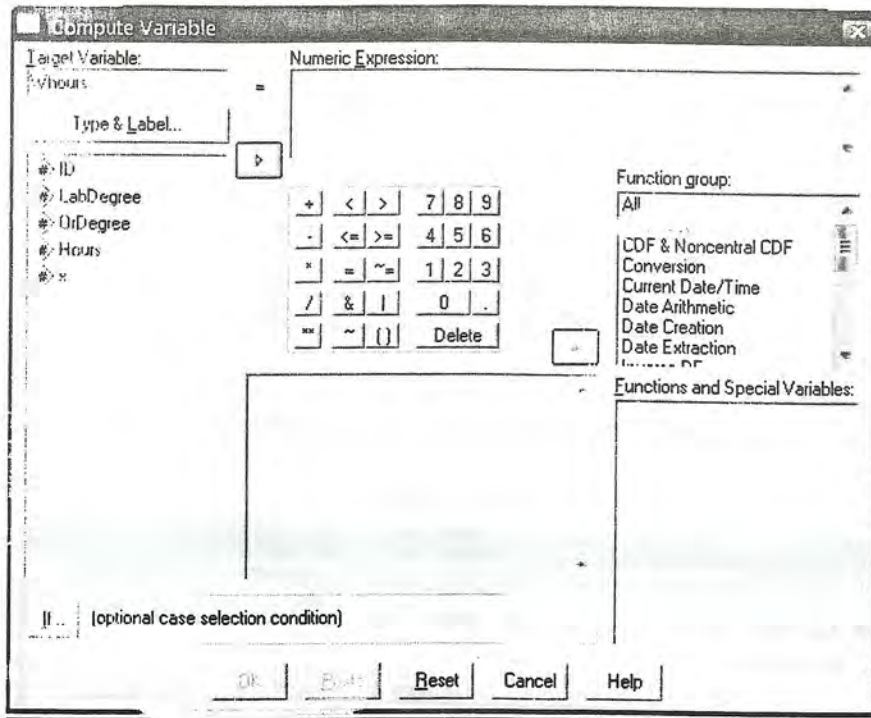 Compute Variable
Target Variable:
Numeric Expression:
=
Type & Label...
ID
LabDegree
OrDegree
Hours
x
+ < > 7 8 9
- <= >= 4 5 6
* = ~= 1 2 3
/ & | 0 .
** ~ () Delete
Function group:
All
CDF & Noncentral CDF
Conversion
Current Date/Time
Date Arithmetic
Date Creation
Date Extraction
Functions and Special Variables:
If... (optional case selection condition)
OK Paste Reset Cancel Help